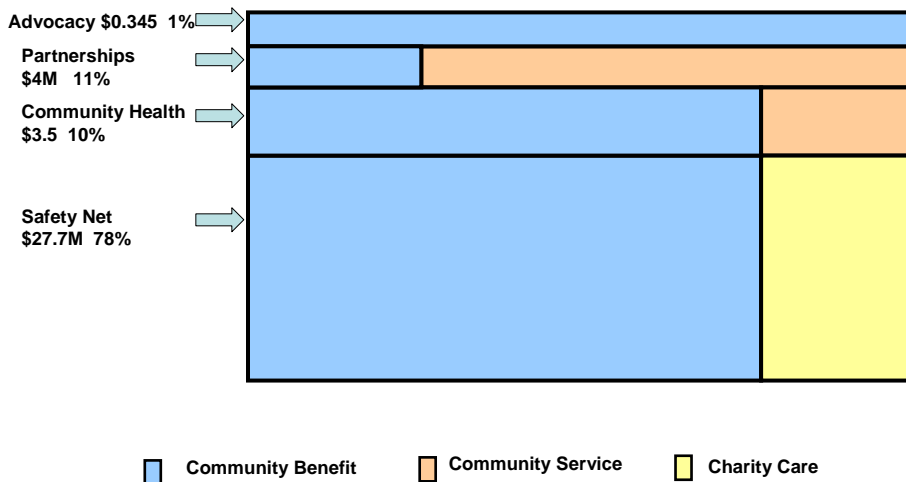 Advocacy $0.345 1%
Partnerships
$4M 11%
Community Health
$3.5 10%
Safety Net
$27.7M 78%
Community Benefit
Community Service
Charity Care